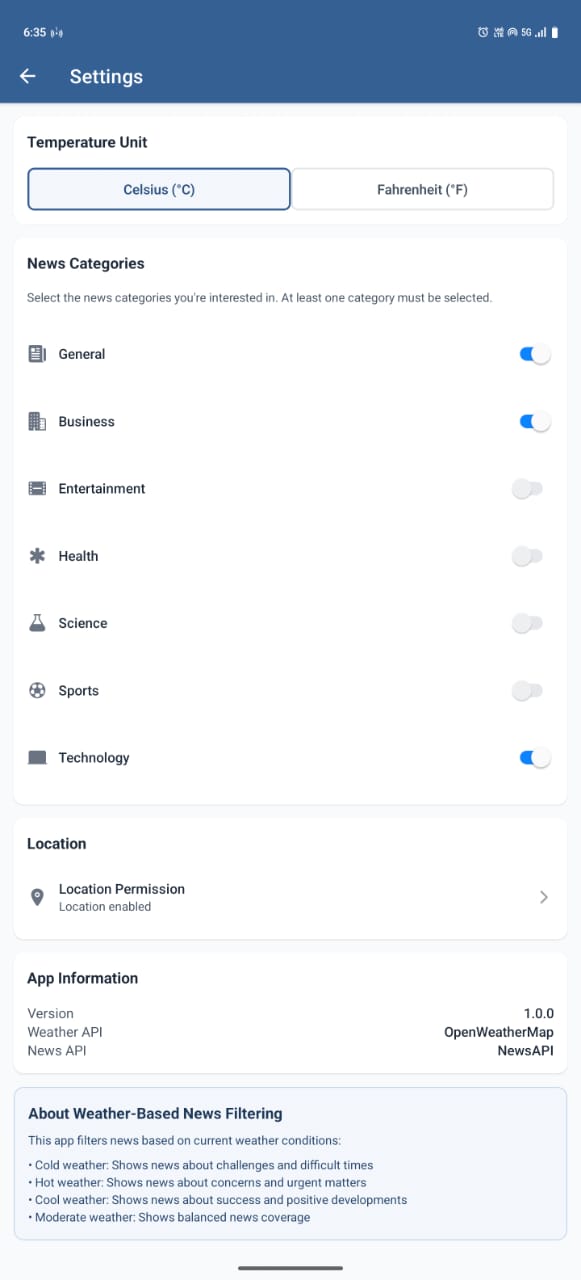 6:35
5G
Settings
Temperature Unit
Celsius (°C)
Fahrenheit (°F)
News Categories
Select the news categories you're interested in. At least one category must be selected.
General
Business
Entertainment
Health
Science
Sports
Technology
Location
Location Permission
Location enabled
App Information
Version 1.0.0
Weather API OpenWeatherMap
News API NewsAPI
About Weather-Based News Filtering
This app filters news based on current weather conditions:
• Cold weather: Shows news about challenges and difficult times
• Hot weather: Shows news about concerns and urgent matters
• Cool weather: Shows news about success and positive developments
• Moderate weather: Shows balanced news coverage